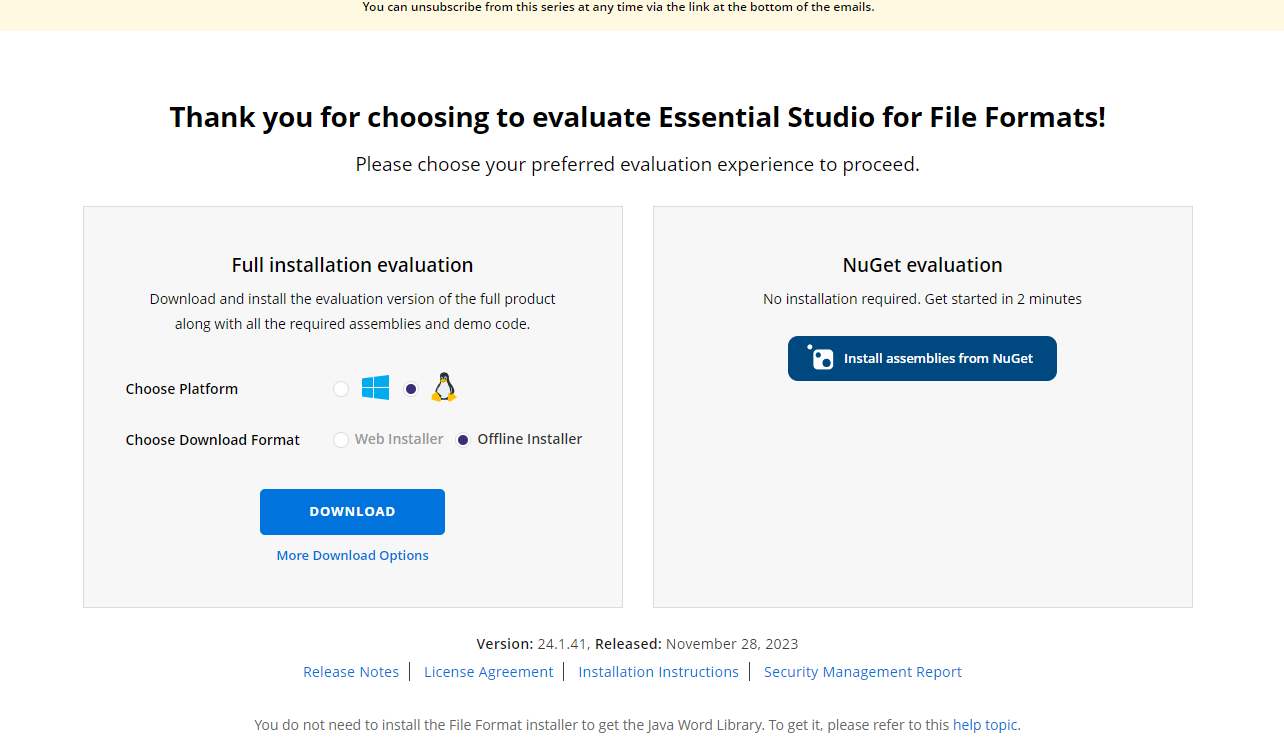 You can unsubscribe from this series at any time via the link at the bottom of the emails.
Thank you for choosing to evaluate Essential Studio for File Formats!
Please choose your preferred evaluation experience to proceed.
Full installation evaluation
Download and install the evaluation version of the full product
along with all the required assemblies and demo code.
Choose Platform
Choose Download Format
Web Installer
Offline Installer
DOWNLOAD
More Download Options
NuGet evaluation
No installation required. Get started in 2 minutes
Install assemblies from NuGet
Version: 24.1.41, Released: November 28, 2023
Release Notes | License Agreement | Installation Instructions | Security Management Report
You do not need to install the File Format installer to get the Java Word Library. To get it, please refer to this help topic.